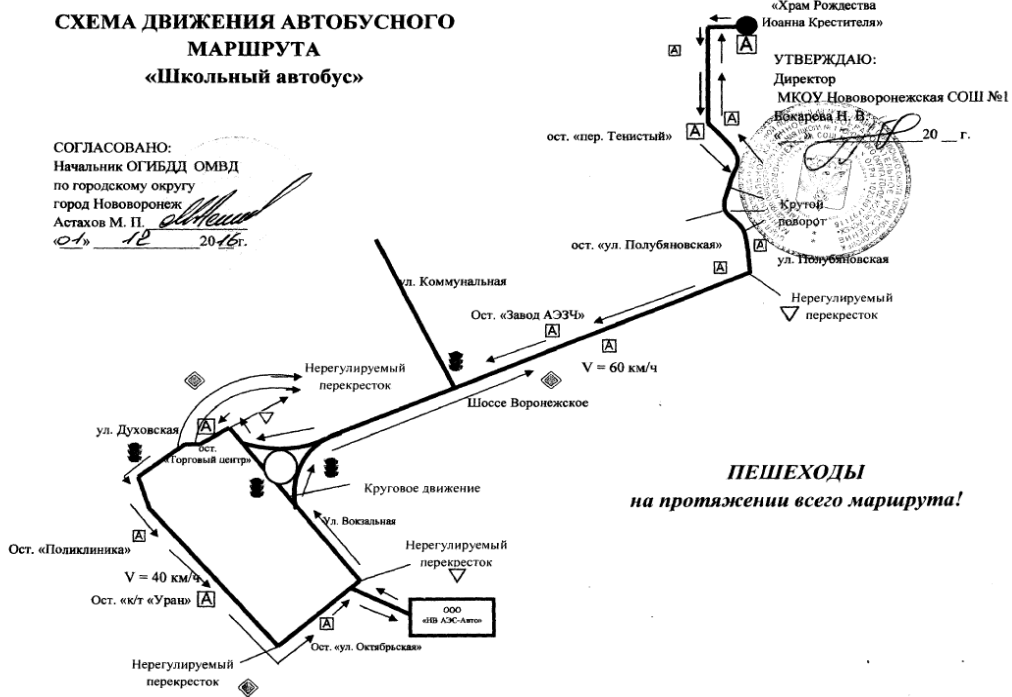 СХЕМА ДВИЖЕНИЯ АВТОБУСНОГО
МАРШРУТА
«Школьный автобус»
«Храм Рождества
Иоанна Крестителя»
А
А
УТВЕРЖДАЮ:
Директор
МКОУ Нововоронежская СОШ №1
Бокарева Н. В.
20 __ г.
А
ост. «пер. Тенистый»
А
СОГЛАСОВАНО:
Начальник ОГИБДД ОМВД
по городскому округу
город Нововоронеж
Астахов М. П.
«01» 12 2016г.
Крутой
поворот
ост. «ул. Полубяновская»
А
ул. Полубяновская
А
ул. Коммунальная
Нерегулируемый
перекресток
Ост. «Завод АЭЗЧ»
А
А
V = 60 км/ч
Нерегулируемый
перекресток
Шоссе Воронежское
ул. Духовская
А
ост.
«Торговый центр»
Круговое движение
ПЕШЕХОДЫ
на протяжении всего маршрута!
Ул. Вокзальная
А
Ост. «Поликлиника»
Нерегулируемый
перекресток
V = 40 км/ч
Ост. «к/т «Уран»
А
ООО
«НВ АЭС-Авто»
А
Ост. «ул. Октябрьская»
Нерегулируемый
перекресток